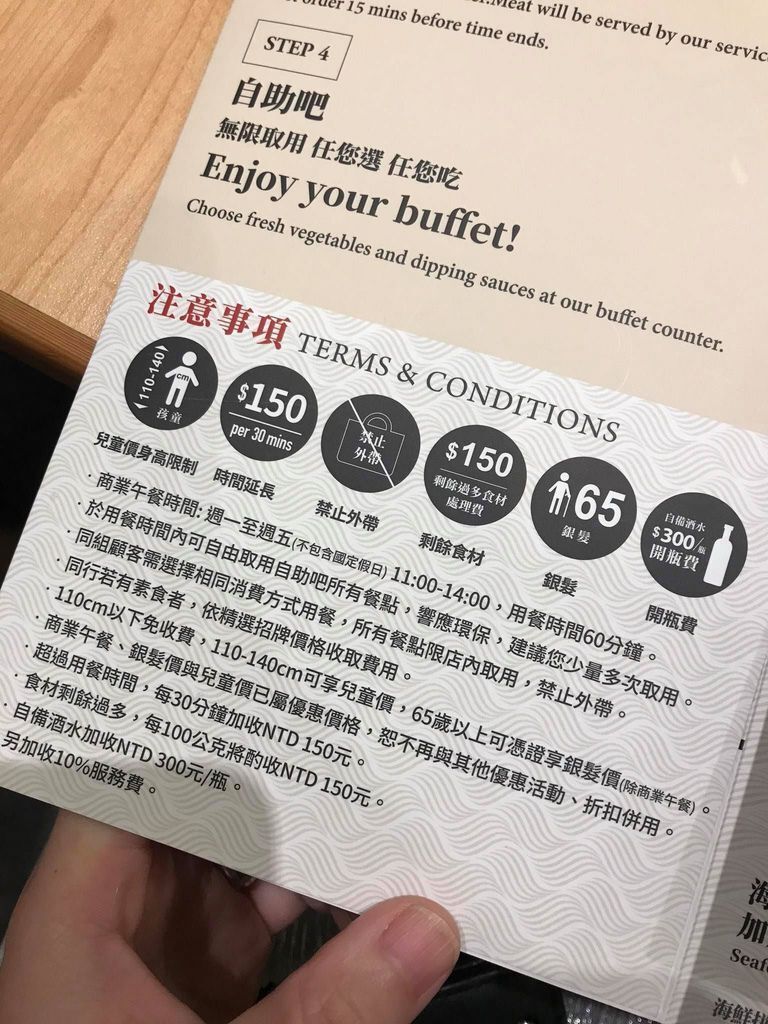 order 15 mins before time ends.
Meat will be served by our servic
STEP 4
自助吧
無限取用 任您選 任您吃
Enjoy your buffet!
Choose fresh vegetables and dipping sauces at our buffet counter.
注意事項 TERMS & CONDITIONS
110-140
cm
孩童
兒童價身高限制
$150
per 30 mins
時間延長
禁止
外帶
禁止外帶
$150
剩餘過多食材
處理費
剩餘食材
65
銀髮
銀髮
自備酒水
$300/瓶
開瓶費
開瓶費
·商業午餐時間: 週一至週五(不包含國定假日) 11:00-14:00，用餐時間60分鐘。
·於用餐時間內可自由取用自助吧所有餐點，響應環保，建議您少量多次取用。
·同組顧客需選擇相同消費方式用餐，所有餐點限店內取用，禁止外帶。
·同行若有素食者，依精選招牌價格收取費用。
·110cm以下免收費，110-140cm可享兒童價，65歲以上可憑證享銀髮價(除商業午餐)。
·商業午餐、銀髮價與兒童價已屬優惠價格，恕不再與其他優惠活動、折扣併用。
·超過用餐時間，每30分鐘加收NTD 150元。
·食材剩餘過多，每100公克將酌收NTD 150元。
·自備酒水加收NTD 300元/瓶。
另加收10%服務費。
海
加
Seaf
海鮮